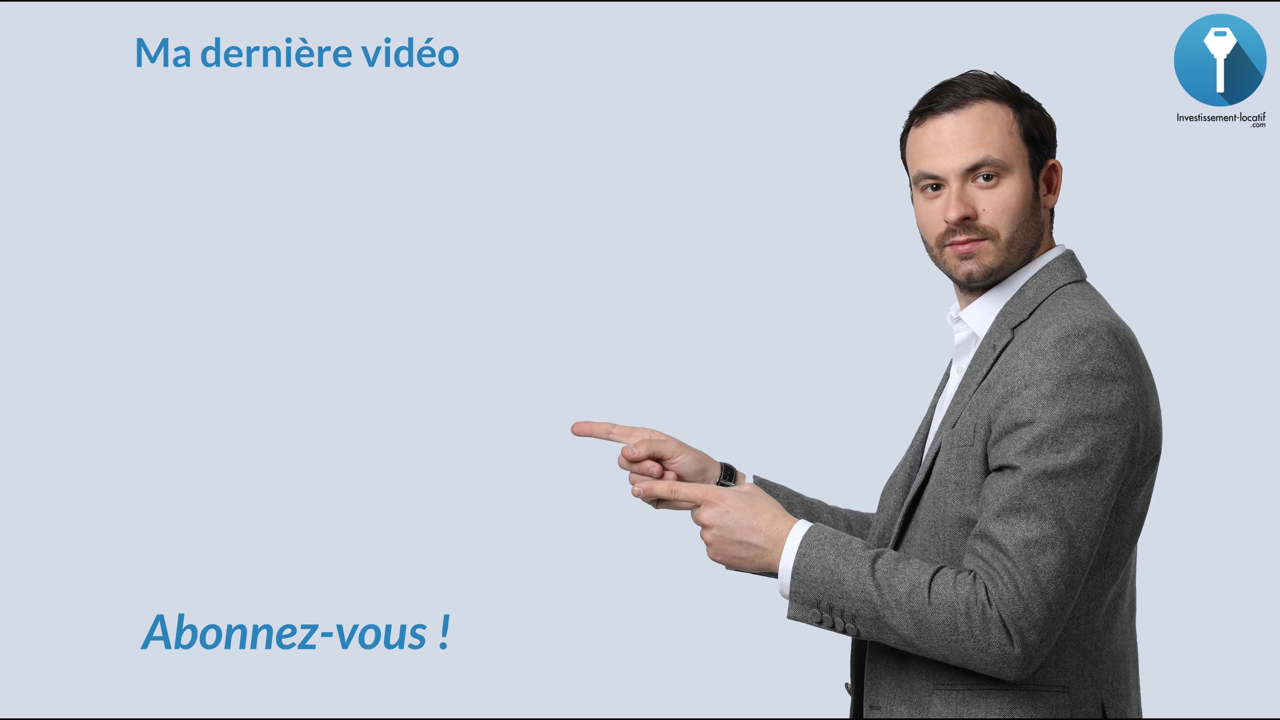 Ma dernière vidéo
Investissement-locatif
.com
Abonnez-vous !